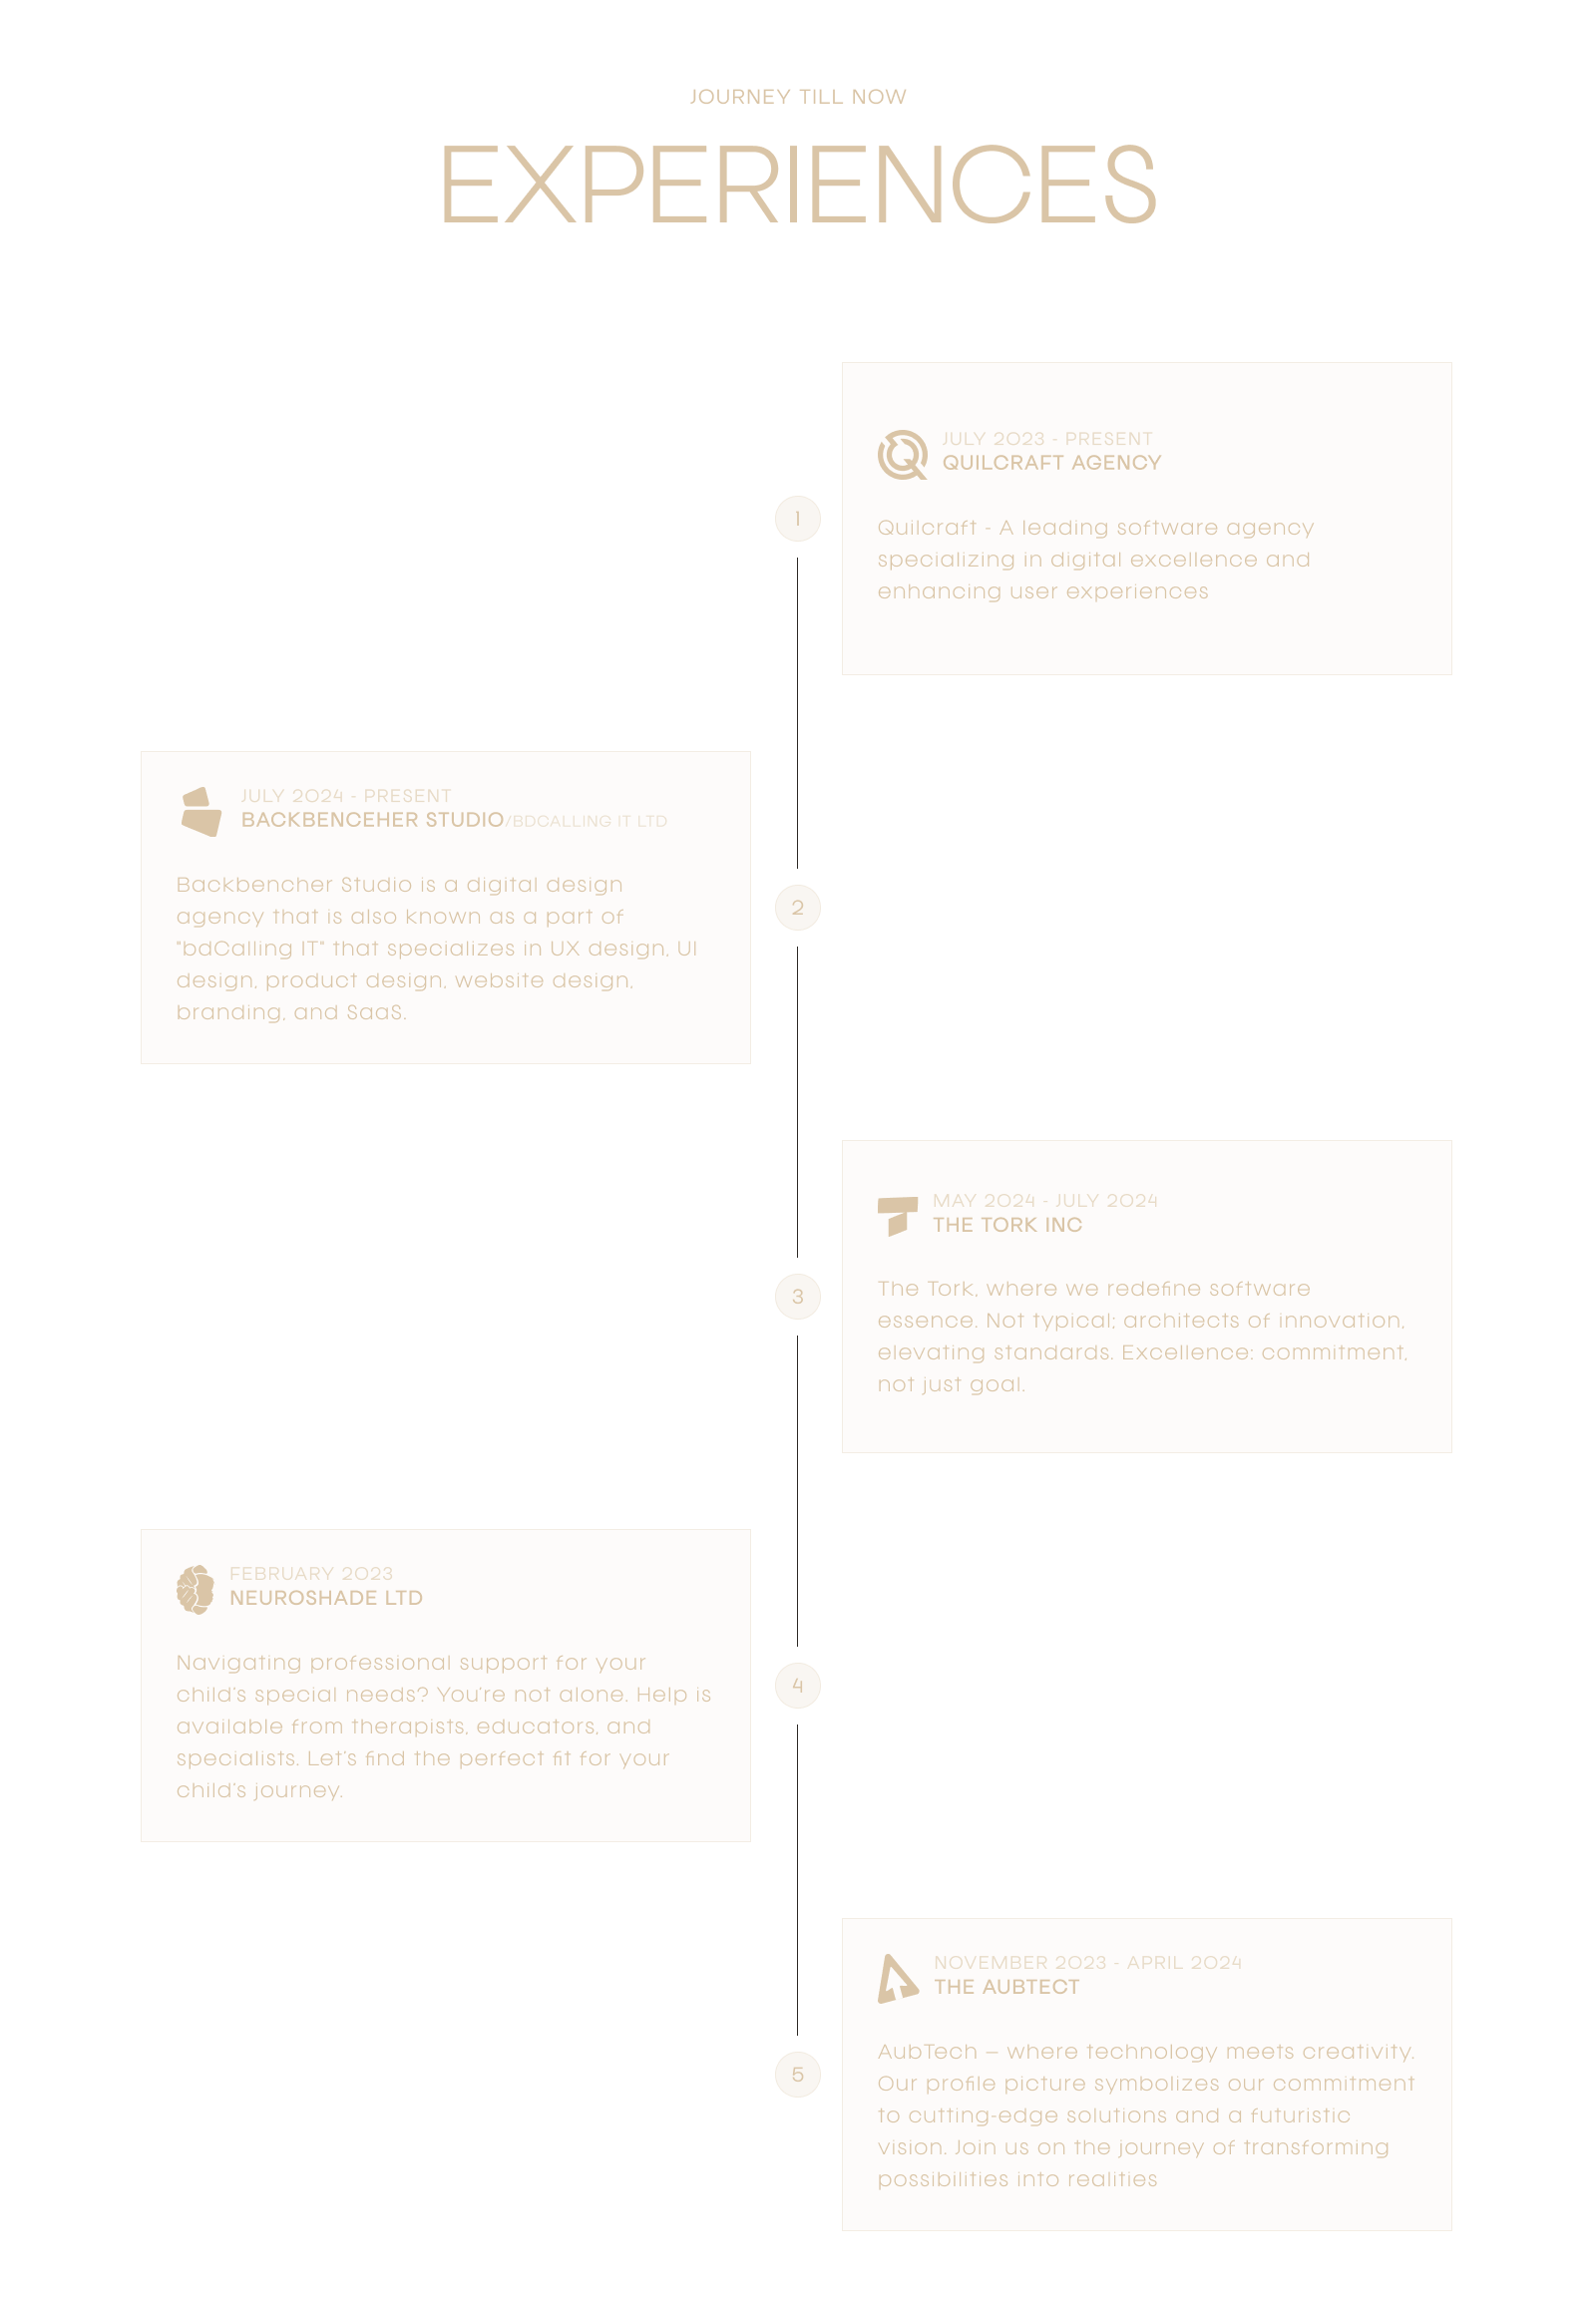 JOURNEY TILL NOW
EXPERIENCES
JULY 2023 - PRESENT
QUILCRAFT AGENCY
1
Quilcraft - A leading software agency
specializing in digital excellence and
enhancing user experiences
JULY 2024 - PRESENT
BACKBENCEHER STUDIO/BDCALLING IT LTD
Backbencher Studio is a digital design
2
agency that is also known as a part of
"bdCalling IT" that specializes in UX design, UI
design, product design, website design,
branding, and SaaS.
MAY 2024 - JULY 2024
THE TORK INC
3
The Tork, where we redefine software
essence. Not typical; architects of innovation,
elevating standards. Excellence: commitment,
not just goal.
FEBRUARY 2023
NEUROSHADE LTD
Navigating professional support for your
4
child's special needs? You're not alone. Help is
available from therapists, educators, and
specialists. Let's find the perfect fit for your
child's journey.
NOVEMBER 2023 - APRIL 2024
THE AUBTECT
5
AubTech – where technology meets creativity.
Our profile picture symbolizes our commitment
to cutting-edge solutions and a futuristic
vision. Join us on the journey of transforming
possibilities into realities